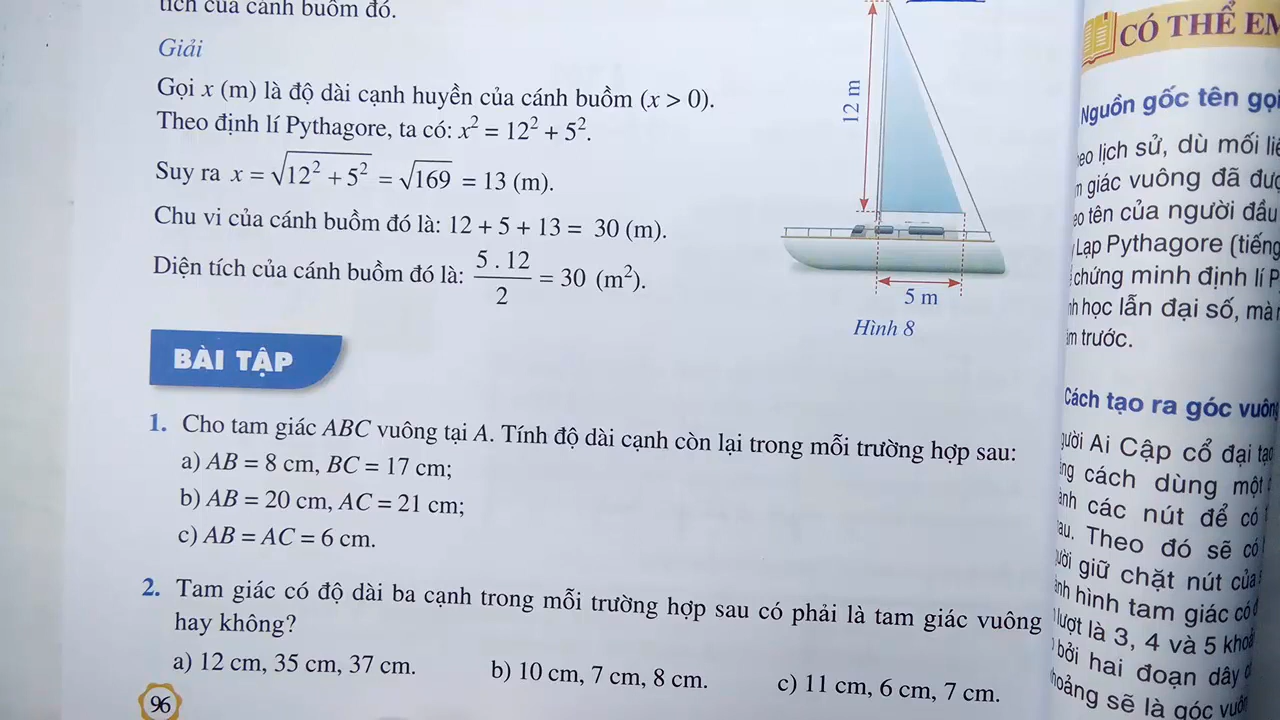 tích của cánh buồm đó.
Giải
Gọi x (m) là độ dài cạnh huyền của cánh buồm (x > 0).
Theo định lí Pythagore, ta có: x² = 12² + 5².
Suy ra x = √(12² + 5²) = √169 = 13 (m).
Chu vi của cánh buồm đó là: 12 + 5 + 13 = 30 (m).
Diện tích của cánh buồm đó là: 5 . 12 / 2 = 30 (m²).
12 m
5 m
Hình 8
BÀI TẬP
1. Cho tam giác ABC vuông tại A. Tính độ dài cạnh còn lại trong mỗi trường hợp sau:
a) AB = 8 cm, BC = 17 cm;
b) AB = 20 cm, AC = 21 cm;
c) AB = AC = 6 cm.
2. Tam giác có độ dài ba cạnh trong mỗi trường hợp sau có phải là tam giác vuông
hay không?
a) 12 cm, 35 cm, 37 cm. b) 10 cm, 7 cm, 8 cm. c) 11 cm, 6 cm, 7 cm.
96
CÓ THỂ EM
Nguồn gốc tên gọi
lịch sử, dù mối
giác vuông đã
tên của người đầu
Lạp Pythagore (tiếng
chứng minh định lí
học lẫn đại số, mà
trước.
Cách tạo ra góc vuông
Ai Cập cổ đại tạo
cách dùng một
các nút để có
Theo đó sẽ có
giữ chặt nút của
hình tam giác có
lượt là 3, 4 và 5
bởi hai đoạn dây
sẽ là góc vuông